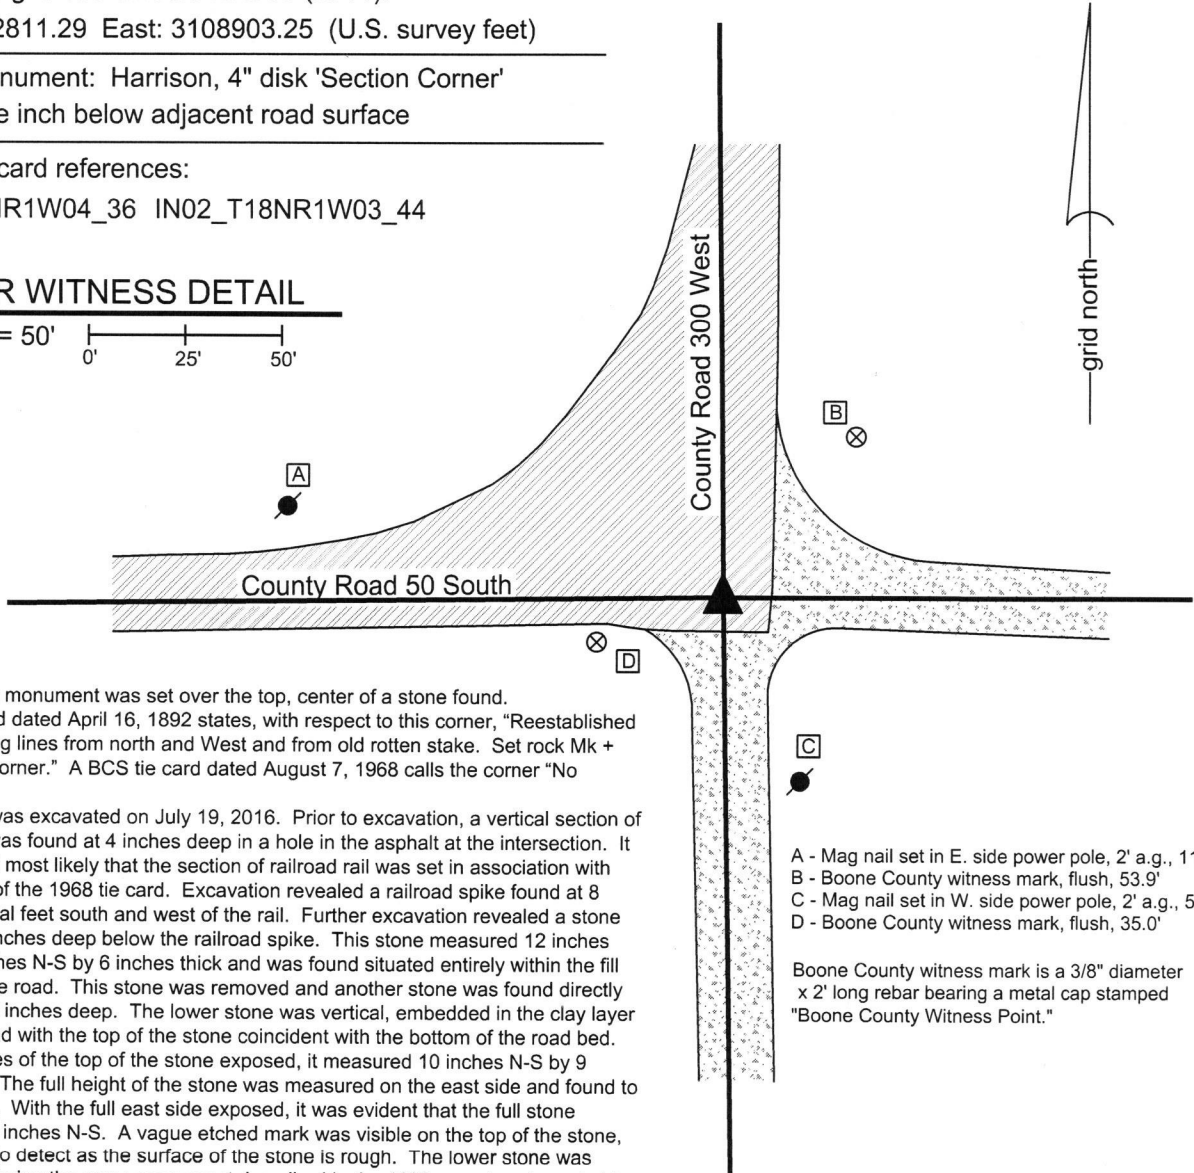 2811.29 East: 3108903.25 (U.S. survey feet)
nument: Harrison, 4" disk 'Section Corner'
e inch below adjacent road surface
card references:
IR1W04_36 IN02_T18NR1W03_44
R WITNESS DETAIL
= 50'
0' 25' 50'
grid north
County Road 300 West
B
A
County Road 50 South
D
C
monument was set over the top, center of a stone found.
d dated April 16, 1892 states, with respect to this corner, "Reestablished
g lines from north and West and from old rotten stake. Set rock Mk +
orner." A BCS tie card dated August 7, 1968 calls the corner "No
was excavated on July 19, 2016. Prior to excavation, a vertical section of
was found at 4 inches deep in a hole in the asphalt at the intersection. It
most likely that the section of railroad rail was set in association with
of the 1968 tie card. Excavation revealed a railroad spike found at 8
al feet south and west of the rail. Further excavation revealed a stone
nches deep below the railroad spike. This stone measured 12 inches
hes N-S by 6 inches thick and was found situated entirely within the fill
e road. This stone was removed and another stone was found directly
inches deep. The lower stone was vertical, embedded in the clay layer
d with the top of the stone coincident with the bottom of the road bed.
es of the top of the stone exposed, it measured 10 inches N-S by 9
The full height of the stone was measured on the east side and found to
With the full east side exposed, it was evident that the full stone
inches N-S. A vague etched mark was visible on the top of the stone,
o detect as the surface of the stone is rough. The lower stone was
A - Mag nail set in E. side power pole, 2' a.g., 11
B - Boone County witness mark, flush, 53.9'
C - Mag nail set in W. side power pole, 2' a.g., 5
D - Boone County witness mark, flush, 35.0'
Boone County witness mark is a 3/8" diameter
x 2' long rebar bearing a metal cap stamped
"Boone County Witness Point."